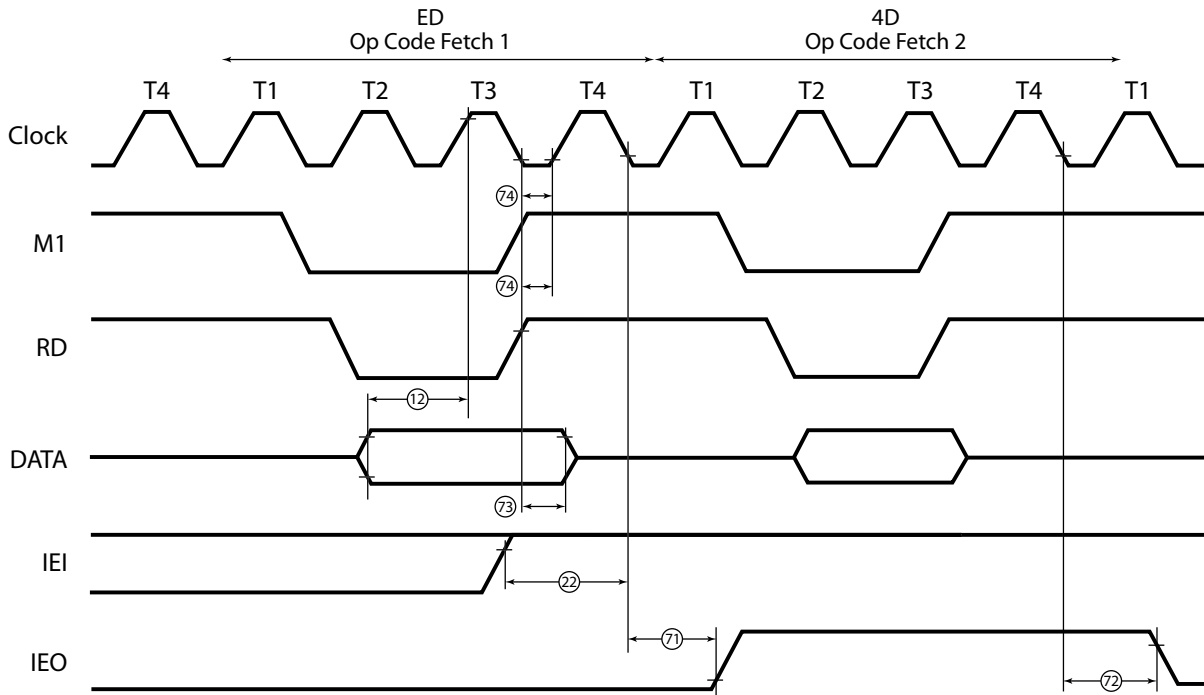 ED
Op Code Fetch 1
4D
Op Code Fetch 2
T4 T1 T2 T3 T4 T1 T2 T3 T4 T1
Clock
74
M1
74
RD
12
DATA
73
IEI
22
71
IEO
72